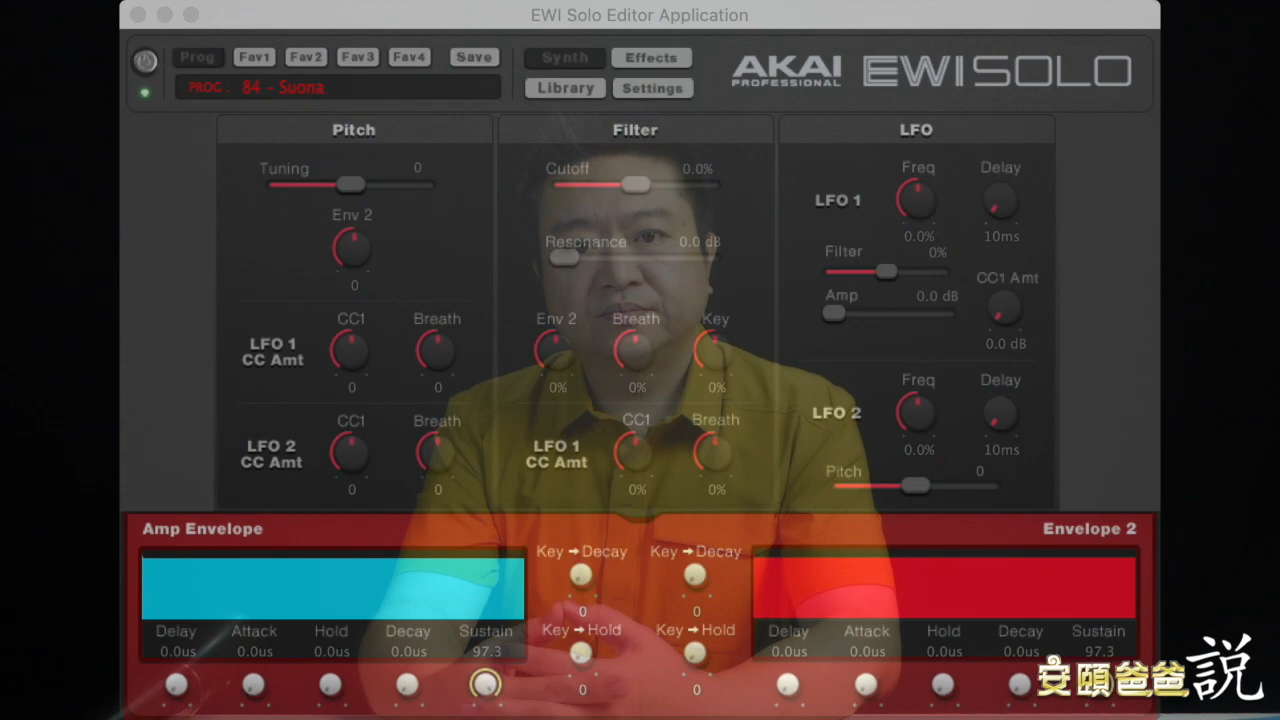 EWI Solo Editor Application
Prog Fav1 Fav2 Fav3 Fav4 Save Synth Effects
PROG : 84 - Suona Library Settings
AKAI PROFESSIONAL EWI SOLO
Pitch
Tuning 0
Env 2
0
CC1 Breath
LFO 1 CC Amt
0 0
CC1 Breath
LFO 2 CC Amt
0 0
Filter
Cutoff 0.0%
Resonance 0.0 dB
Env 2 Breath Key
0% 0% 0%
CC1 Breath
LFO 1 CC Amt
0% 0%
LFO
Freq Delay
LFO 1
0.0% 10ms
Filter 0%
CC1 Amt
Amp 0.0 dB
0.0 dB
Freq Delay
LFO 2
0.0% 10ms
Pitch 0
Amp Envelope
Delay Attack Hold Decay Sustain
0.0us 0.0us 0.0us 0.0us 97.3
Key→Decay Key→Decay
0 0
Key→Hold Key→Hold
0 0
Envelope 2
Delay Attack Hold Decay Sustain
0.0us 0.0us 0.0us 0.0us 97.3
安頤爸爸説